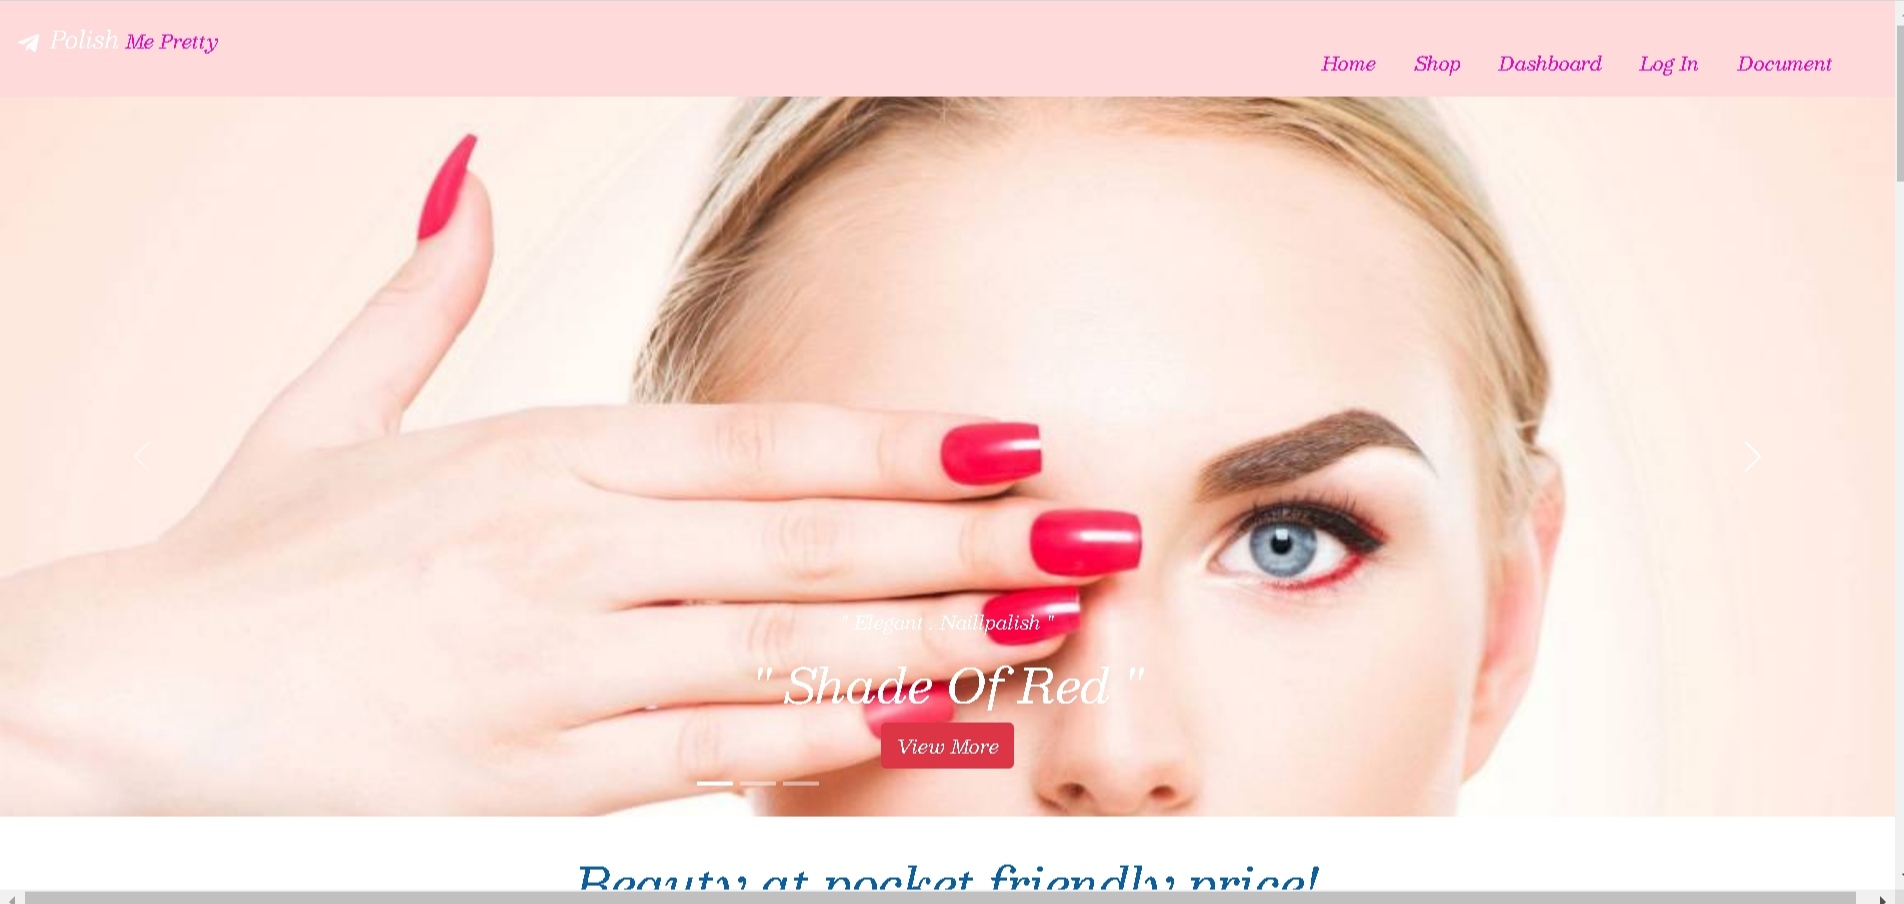 Polish Me Pretty
Home Shop Dashboard Log In Document
" Elegant . Naillpalish "
" Shade Of Red "
View More
Beauty at pocket friendly price!